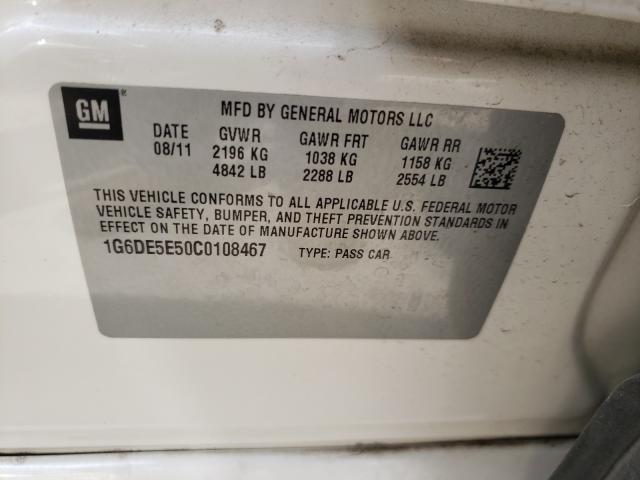 GM ®
MFD BY GENERAL MOTORS LLC
DATE GVWR GAWR FRT GAWR RR
08/11 2196 KG 1038 KG 1158 KG
4842 LB 2288 LB 2554 LB
THIS VEHICLE CONFORMS TO ALL APPLICABLE U.S. FEDERAL MOTOR
VEHICLE SAFETY, BUMPER, AND THEFT PREVENTION STANDARDS IN
EFFECT ON THE DATE OF MANUFACTURE SHOWN ABOVE.
1G6DE5E50C0108467 TYPE: PASS CAR